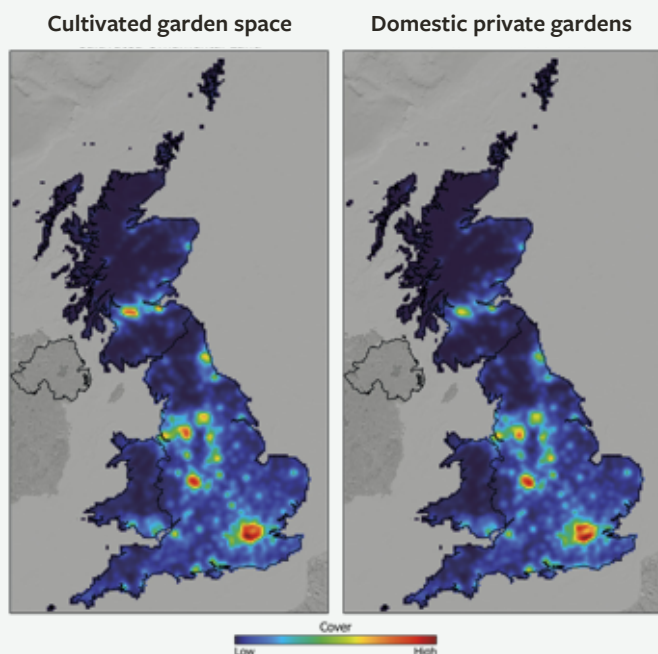 Cultivated garden space
Domestic private gardens
Cover
Low
High